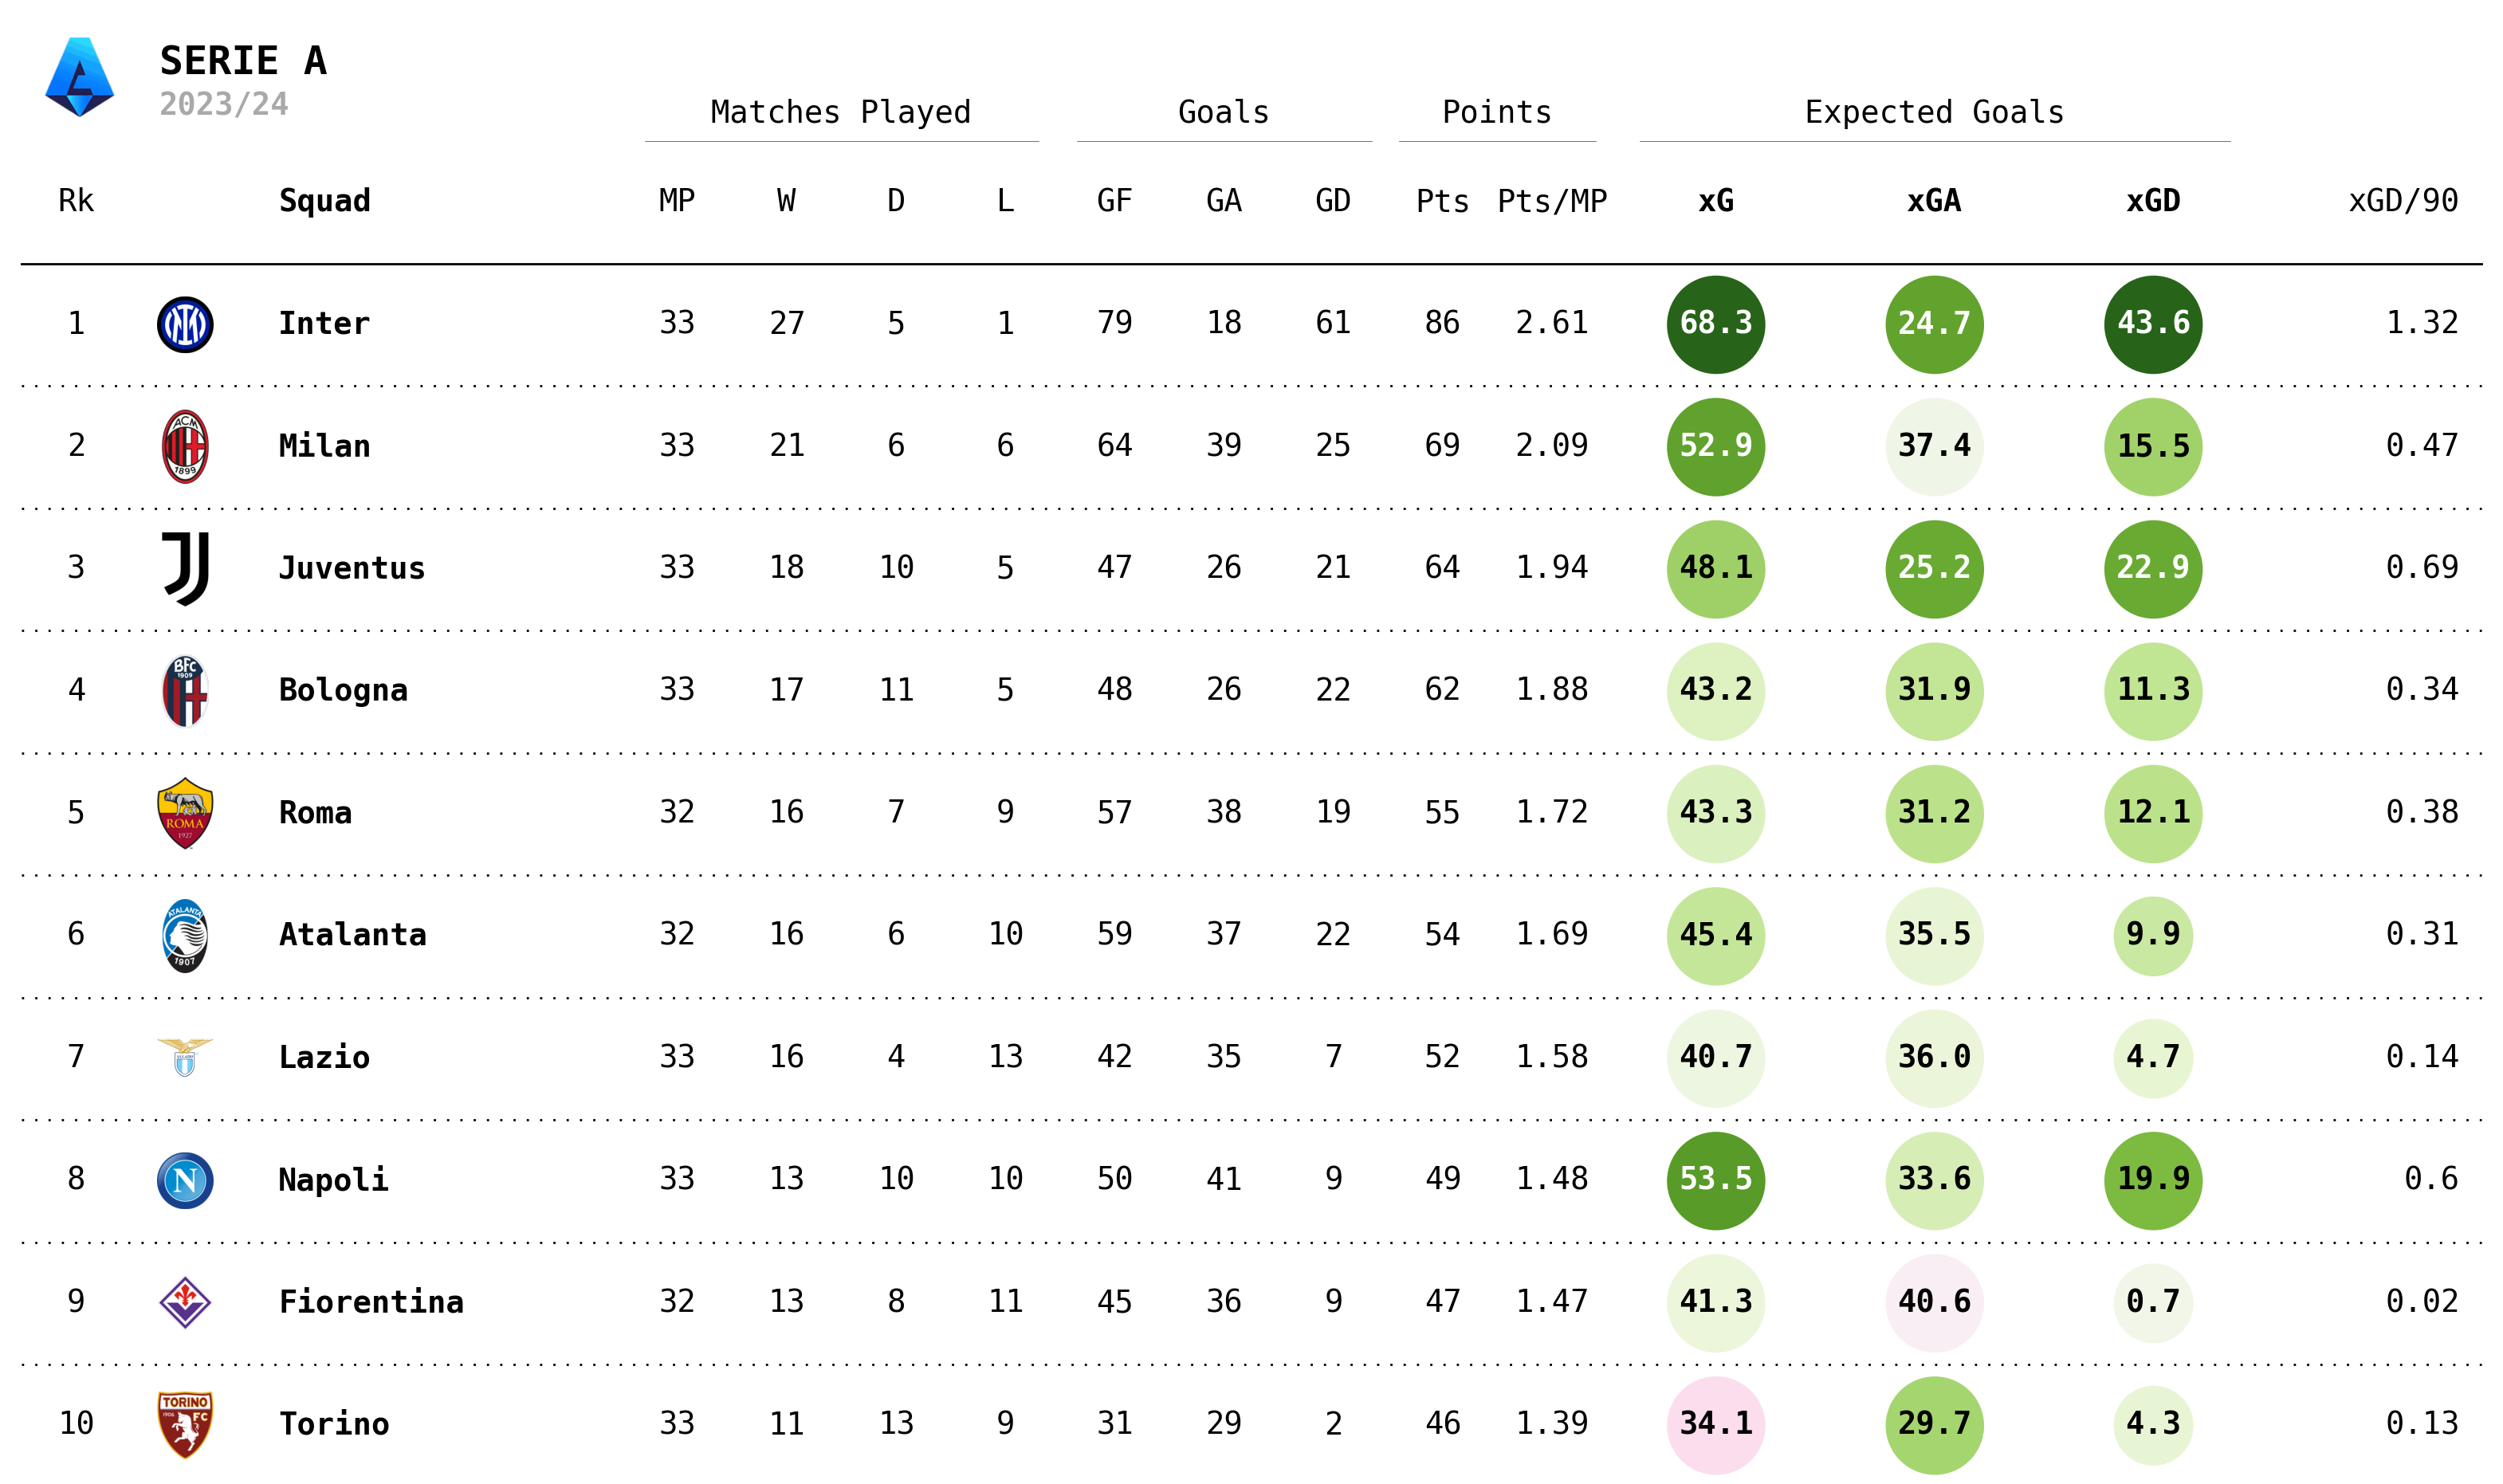 SERIE A
2023/24
Matches Played Goals Points Expected Goals
Rk Squad MP W D L GF GA GD Pts Pts/MP xG xGA xGD xGD/90
1 Inter 33 27 5 1 79 18 61 86 2.61 68.3 24.7 43.6 1.32
ACM
2 Milan 33 21 6 6 64 39 25 69 2.09 52.9 37.4 15.5 0.47
1899
3 Juventus 33 18 10 5 47 26 21 64 1.94 48.1 25.2 22.9 0.69
BFC
1909
4 Bologna 33 17 11 5 48 26 22 62 1.88 43.2 31.9 11.3 0.34
5 Roma 32 16 7 9 57 38 19 55 1.72 43.3 31.2 12.1 0.38
ROMA
1927
ATALANTA
6 Atalanta 32 16 6 10 59 37 22 54 1.69 45.4 35.5 9.9 0.31
1907
7 Lazio 33 16 4 13 42 35 7 52 1.58 40.7 36.0 4.7 0.14
8 N Napoli 33 13 10 10 50 41 9 49 1.48 53.5 33.6 19.9 0.6
9 Fiorentina 32 13 8 11 45 36 9 47 1.47 41.3 40.6 0.7 0.02
TORINO
1906 FC
10 Torino 33 11 13 9 31 29 2 46 1.39 34.1 29.7 4.3 0.13